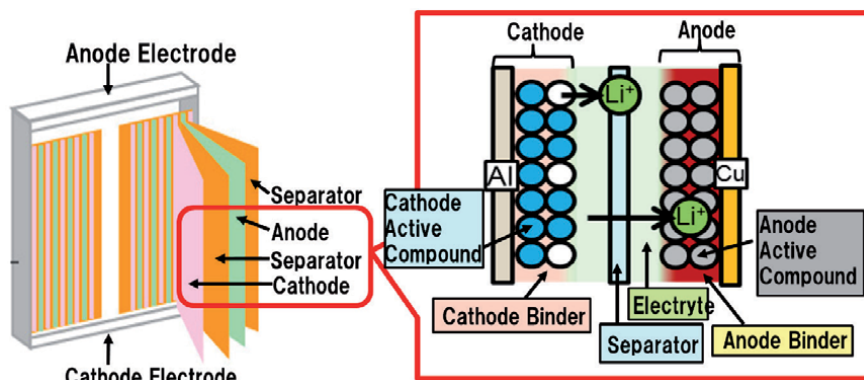 Anode Electrode
Separator
Anode
Separator
Cathode
Cathode Electrode
Cathode
Anode
Li⁺
Al
Cu
Cathode
Active
Compound
Li⁺
Anode
Active
Compound
Cathode Binder
Electryte
Separator
Anode Binder